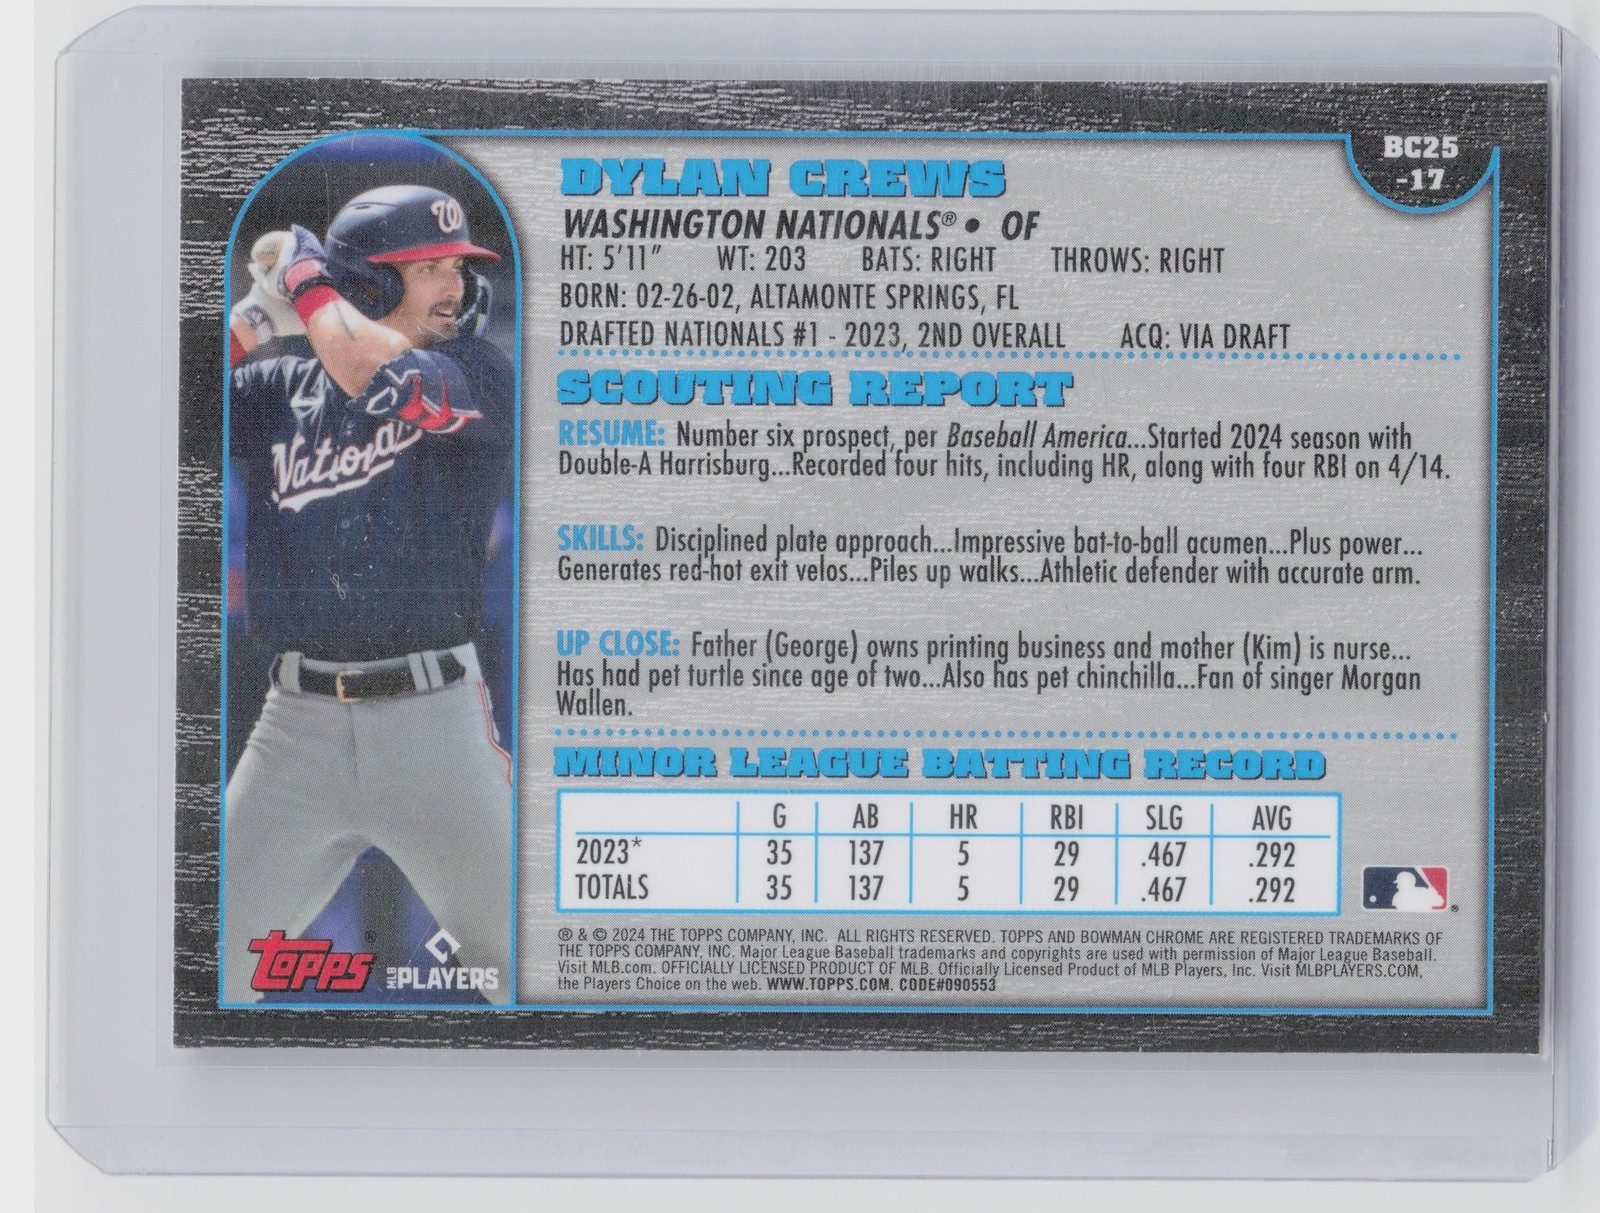 BC25
-17
DYLAN CREWS
WASHINGTON NATIONALS® • OF
HT: 5'11" WT: 203 BATS: RIGHT THROWS: RIGHT
BORN: 02-26-02, ALTAMONTE SPRINGS, FL
DRAFTED NATIONALS #1 - 2023, 2ND OVERALL ACQ: VIA DRAFT
SCOUTING REPORT
RESUME: Number six prospect, per Baseball America...Started 2024 season with
Double-A Harrisburg...Recorded four hits, including HR, along with four RBI on 4/14.
SKILLS: Disciplined plate approach...Impressive bat-to-ball acumen...Plus power...
Generates red-hot exit velos...Piles up walks...Athletic defender with accurate arm.
UP CLOSE: Father (George) owns printing business and mother (Kim) is nurse...
Has had pet turtle since age of two...Also has pet chinchilla...Fan of singer Morgan
Wallen.
MINOR LEAGUE BATTING RECORD
G AB HR RBI SLG AVG
2023* 35 137 5 29 .467 .292
TOTALS 35 137 5 29 .467 .292
® & © 2024 THE TOPPS COMPANY, INC. ALL RIGHTS RESERVED. TOPPS AND BOWMAN CHROME ARE REGISTERED TRADEMARKS OF
THE TOPPS COMPANY, INC. Major League Baseball trademarks and copyrights are used with permission of Major League Baseball.
Visit MLB.com. OFFICIALLY LICENSED PRODUCT OF MLB. Officially Licensed Product of MLB Players, Inc. Visit MLBPLAYERS.COM,
the Players Choice on the web. WWW.TOPPS.COM. CODE#090553
W
Nationals
Topps®
MLB PLAYERS